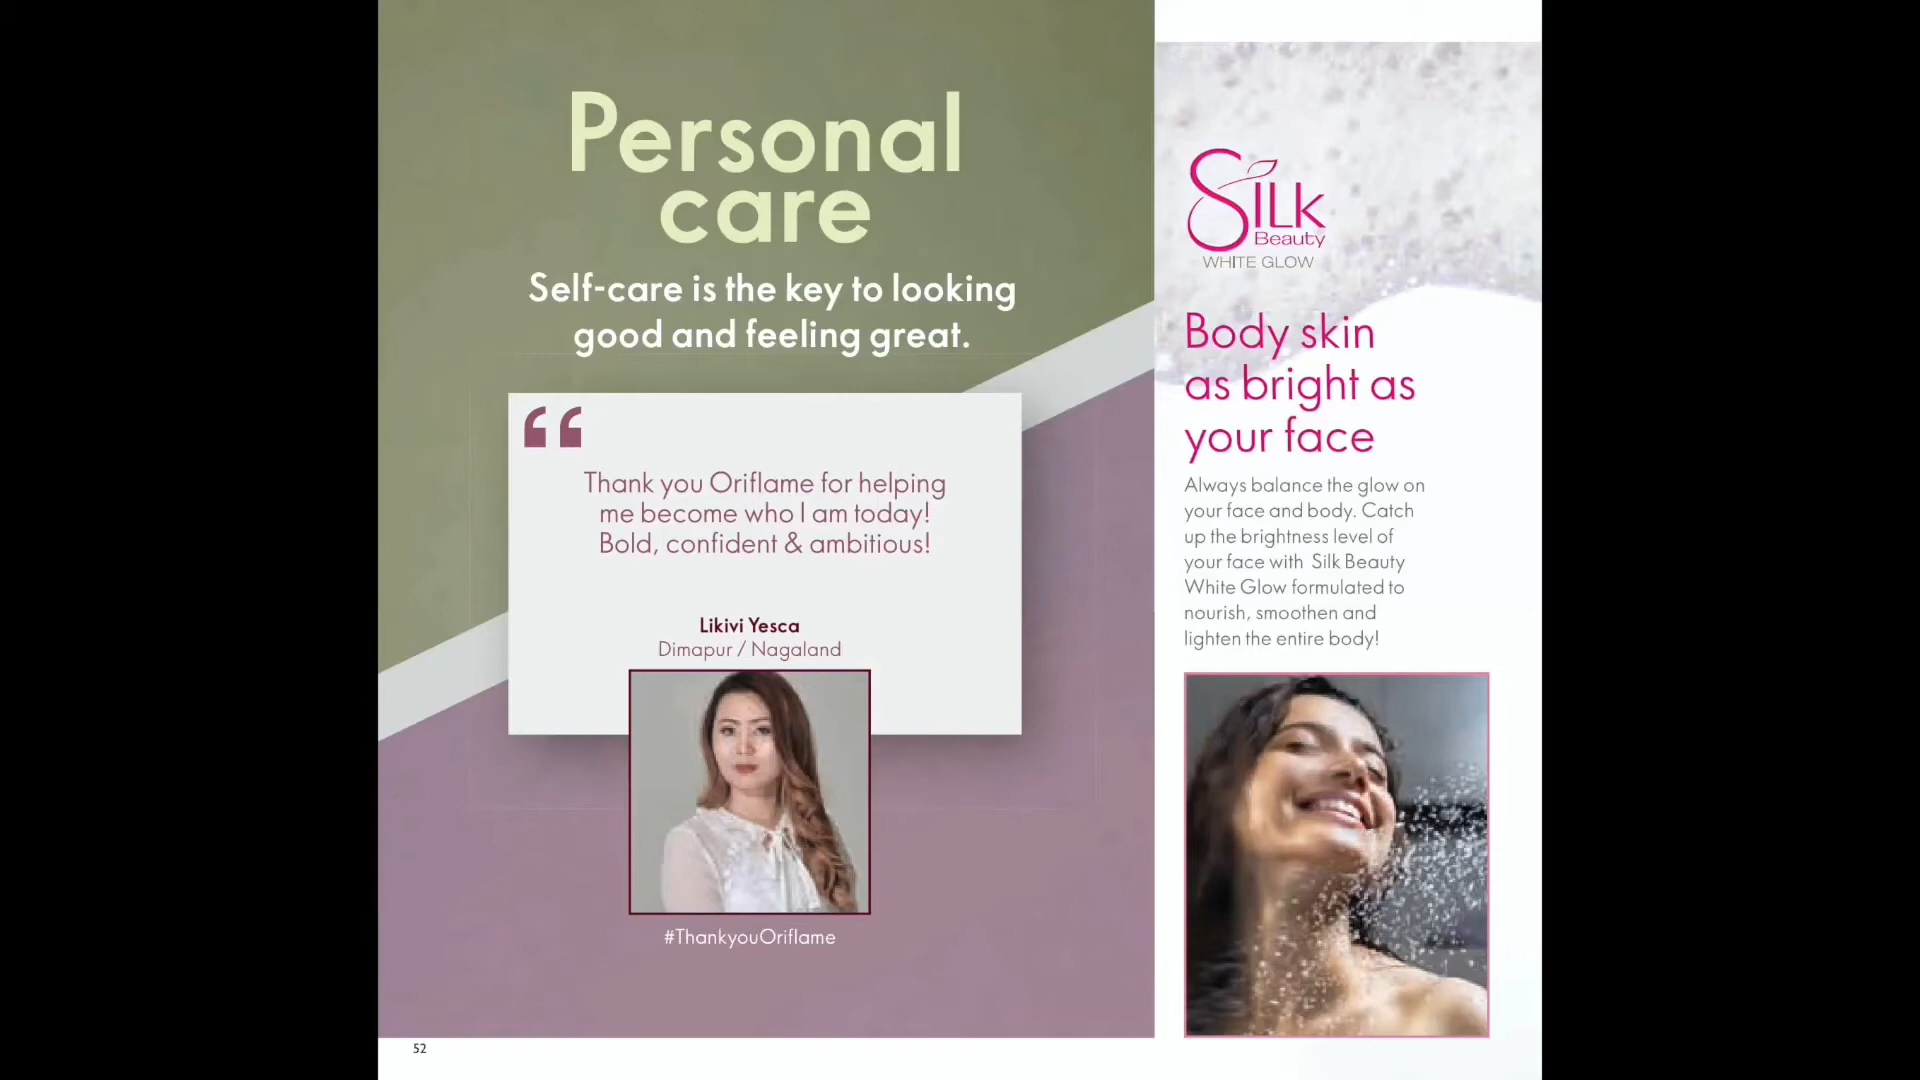 Personal
care
Self-care is the key to looking
good and feeling great.
Thank you Oriflame for helping
me become who I am today!
Bold, confident & ambitious!
Likivi Yesca
Dimapur / Nagaland
#ThankyouOriflame
52
SILK
Beauty
WHITE GLOW
Body skin
as bright as
your face
Always balance the glow on
your face and body. Catch
up the brightness level of
your face with Silk Beauty
White Glow formulated to
nourish, smoothen and
lighten the entire body!